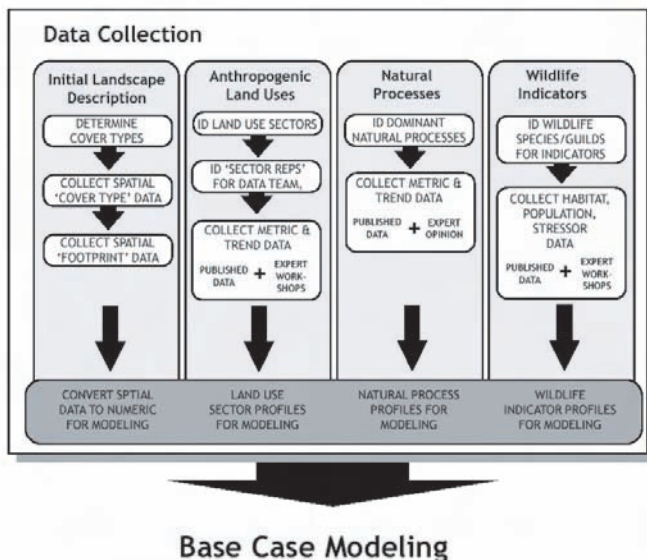 Data Collection
Initial Landscape
Description
DETERMINE
COVER TYPES
COLLECT SPATIAL
'COVER TYPE' DATA
COLLECT SPATIAL
'FOOTPRINT' DATA
CONVERT SPTIAL
DATA TO NUMERIC
FOR MODELING
Anthropogenic
Land Uses
ID LAND USE SECTORS
ID 'SECTOR REPS'
FOR DATA TEAM,
COLLECT METRIC &
TREND DATA
PUBLISHED
DATA
+
EXPERT
WORK-
SHOPS
LAND USE
SECTOR PROFILES
FOR MODELING
Natural
Processes
ID DOMINANT
NATURAL PROCESSES
COLLECT METRIC &
TREND DATA
PUBLISHED
DATA
+
EXPERT
OPINION
NATURAL PROCESS
PROFILES FOR
MODELING
Wildlife
Indicators
ID WILDLIFE
SPECIES/GUILDS
FOR INDICATORS
COLLECT HABITAT,
POPULATION,
STRESSOR
DATA
PUBLISHED
DATA
+
EXPERT
WORK-
SHOPS
WILDLIFE
INDICATOR PROFILES
FOR MODELING
Base Case Modeling